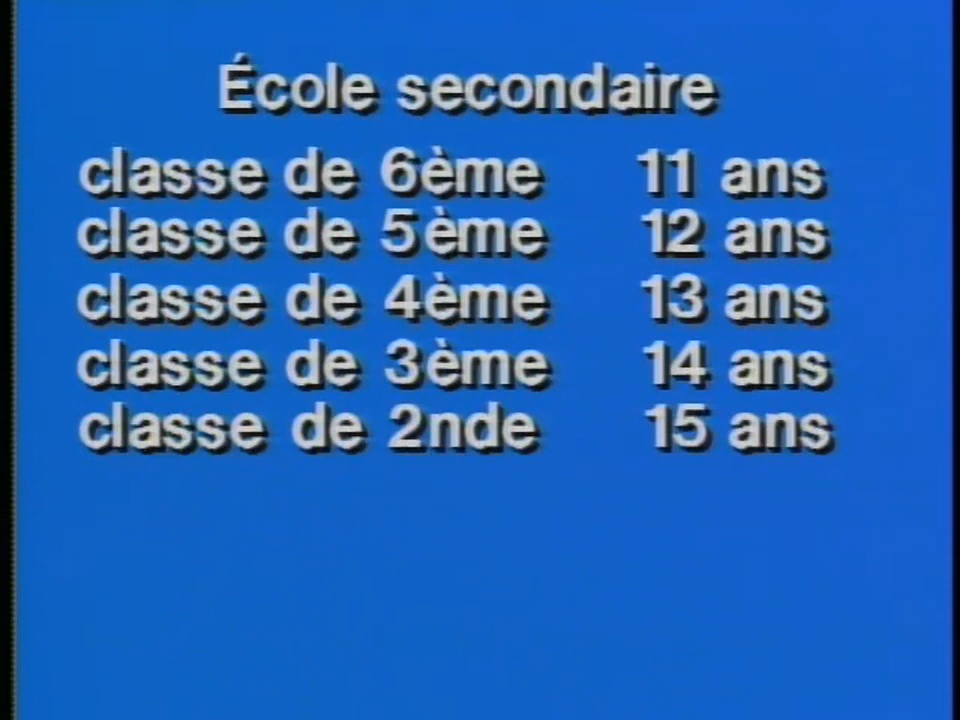 École secondaire
classe de 6ème 11 ans
classe de 5ème 12 ans
classe de 4ème 13 ans
classe de 3ème 14 ans
classe de 2nde 15 ans